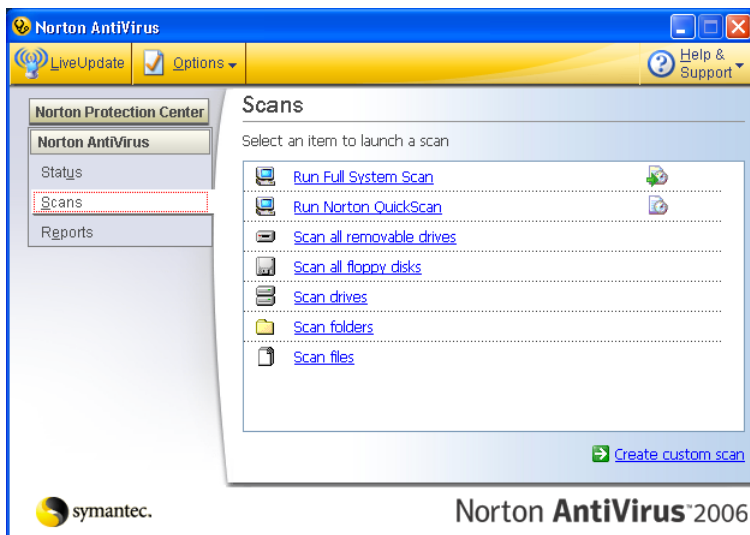 Norton AntiVirus
LiveUpdate
Options
Help &
Support
Norton Protection Center
Norton AntiVirus
Status
Scans
Reports
Scans
Select an item to launch a scan
Run Full System Scan
Run Norton QuickScan
Scan all removable drives
Scan all floppy disks
Scan drives
Scan folders
Scan files
Create custom scan
symantec.
Norton AntiVirus™2006